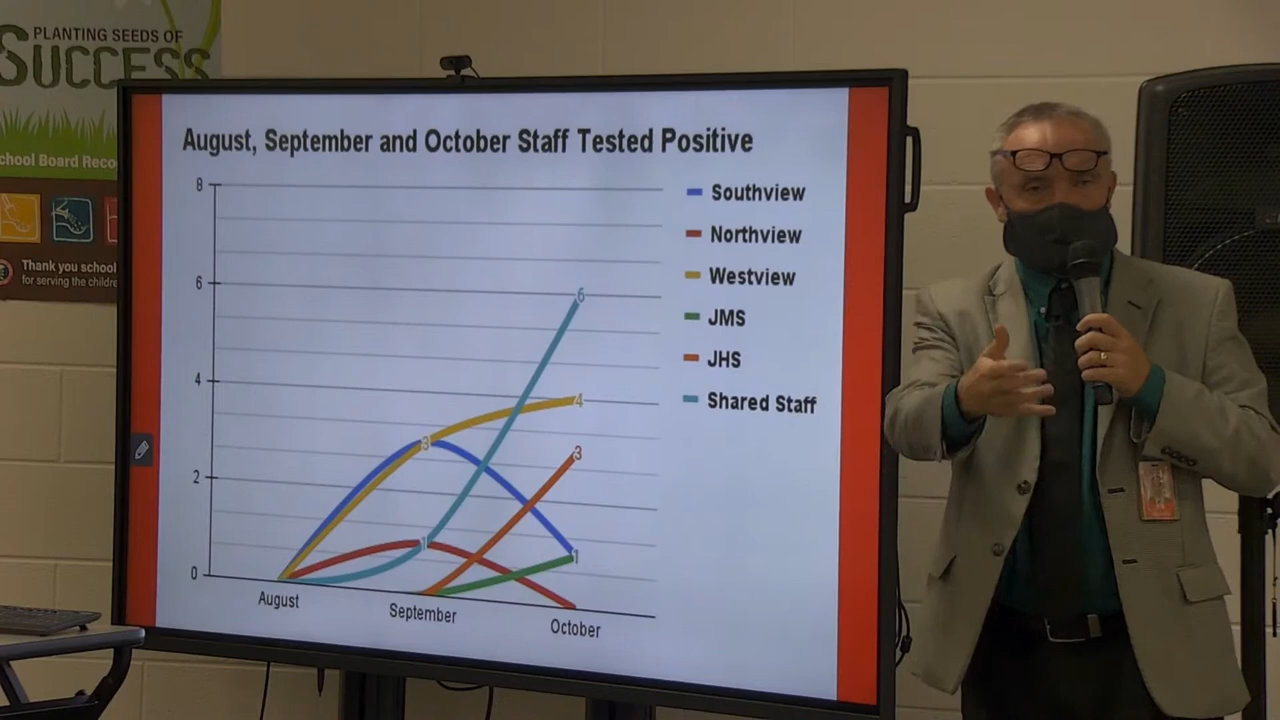 PLANTING SEEDS OF
SUCCESS
School Board Reco
Thank you school
for serving the childre
August, September and October Staff Tested Positive
8
6
4
2
0
August
September
October
3
1
6
4
3
1
Southview
Northview
Westview
JMS
JHS
Shared Staff